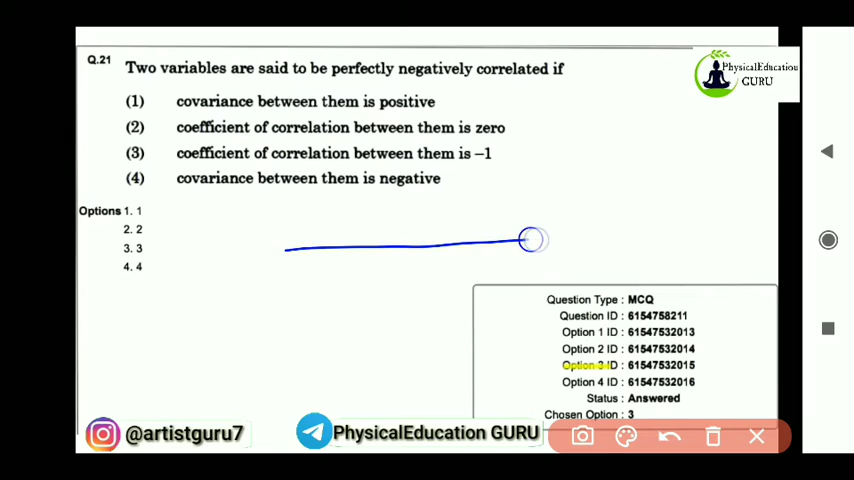 Q.21 Two variables are said to be perfectly negatively correlated if
PhysicalEducation
GURU
(1) covariance between them is positive
(2) coefficient of correlation between them is zero
(3) coefficient of correlation between them is –1
(4) covariance between them is negative
Options 1. 1
2. 2
3. 3
4. 4
Question Type : MCQ
Question ID : 6154758211
Option 1 ID : 61547532013
Option 2 ID : 61547532014
Option 3 ID : 61547532015
Option 4 ID : 61547532016
Status : Answered
Chosen Option : 3
@artistguru7
PhysicalEducation GURU